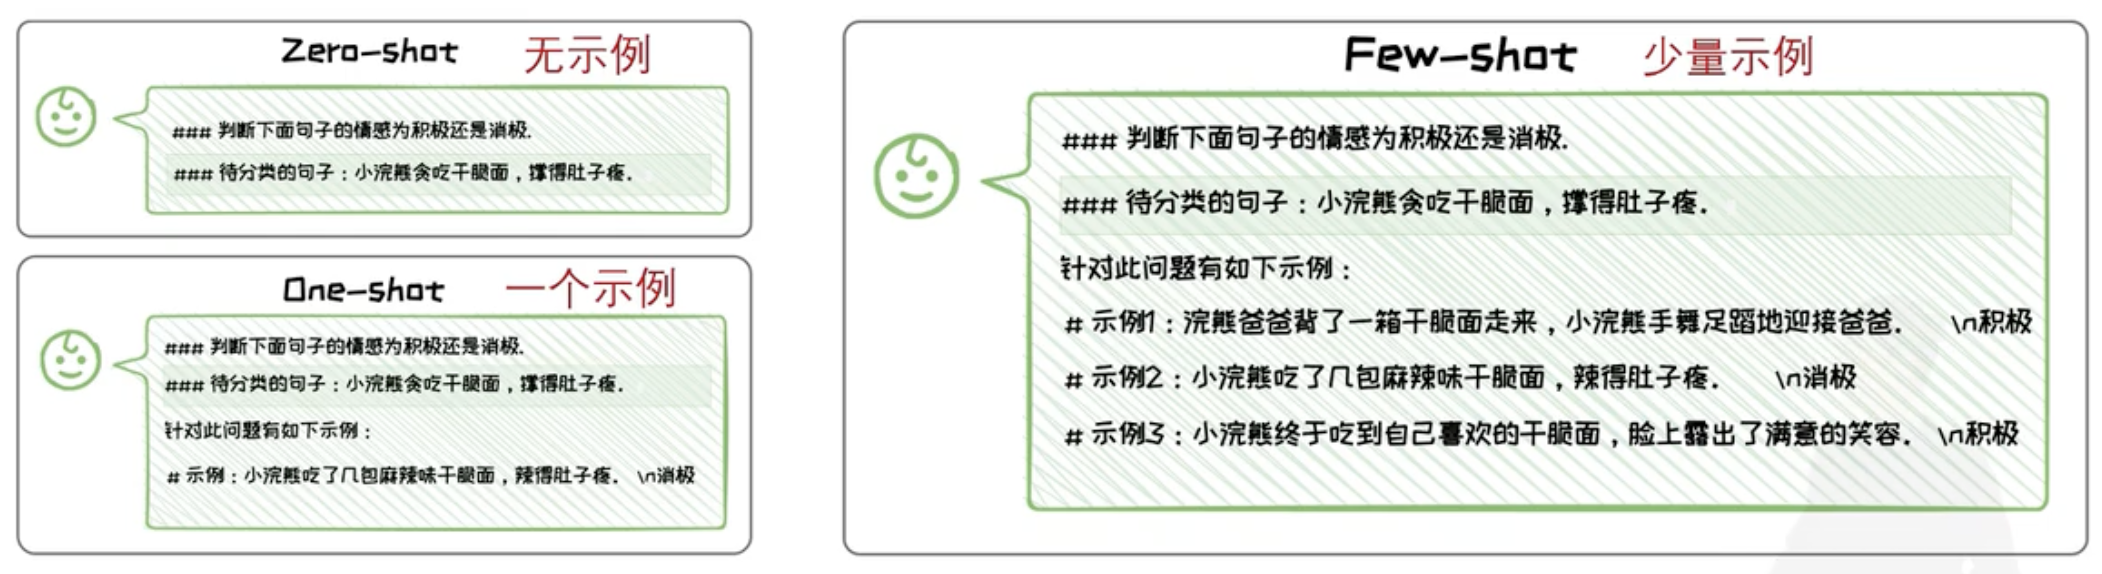 Zero-shot 无示例
### 判断下面句子的情感为积极还是消极.
### 待分类的句子：小浣熊贪吃干脆面，撑得肚子疼.
One-shot 一个示例
### 判断下面句子的情感为积极还是消极.
### 待分类的句子：小浣熊贪吃干脆面，撑得肚子疼.
针对此问题有如下示例：
# 示例：小浣熊吃了几包麻辣味干脆面，辣得肚子疼. \n消极
Few-shot 少量示例
### 判断下面句子的情感为积极还是消极.
### 待分类的句子：小浣熊贪吃干脆面，撑得肚子疼.
针对此问题有如下示例：
# 示例1：浣熊爸爸背了一箱干脆面走来，小浣熊手舞足蹈地迎接爸爸. \n积极
# 示例2：小浣熊吃了几包麻辣味干脆面，辣得肚子疼. \n消极
# 示例3：小浣熊终于吃到自己喜欢的干脆面，脸上露出了满意的笑容. \n积极